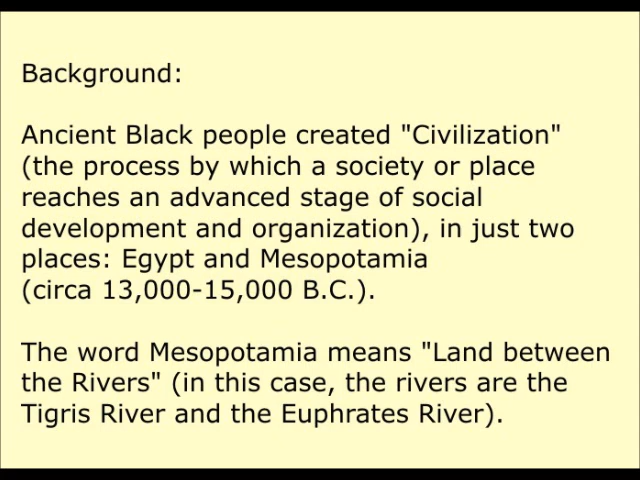 Background:
Ancient Black people created "Civilization"
(the process by which a society or place
reaches an advanced stage of social
development and organization), in just two
places: Egypt and Mesopotamia
(circa 13,000-15,000 B.C.).
The word Mesopotamia means "Land between
the Rivers" (in this case, the rivers are the
Tigris River and the Euphrates River).